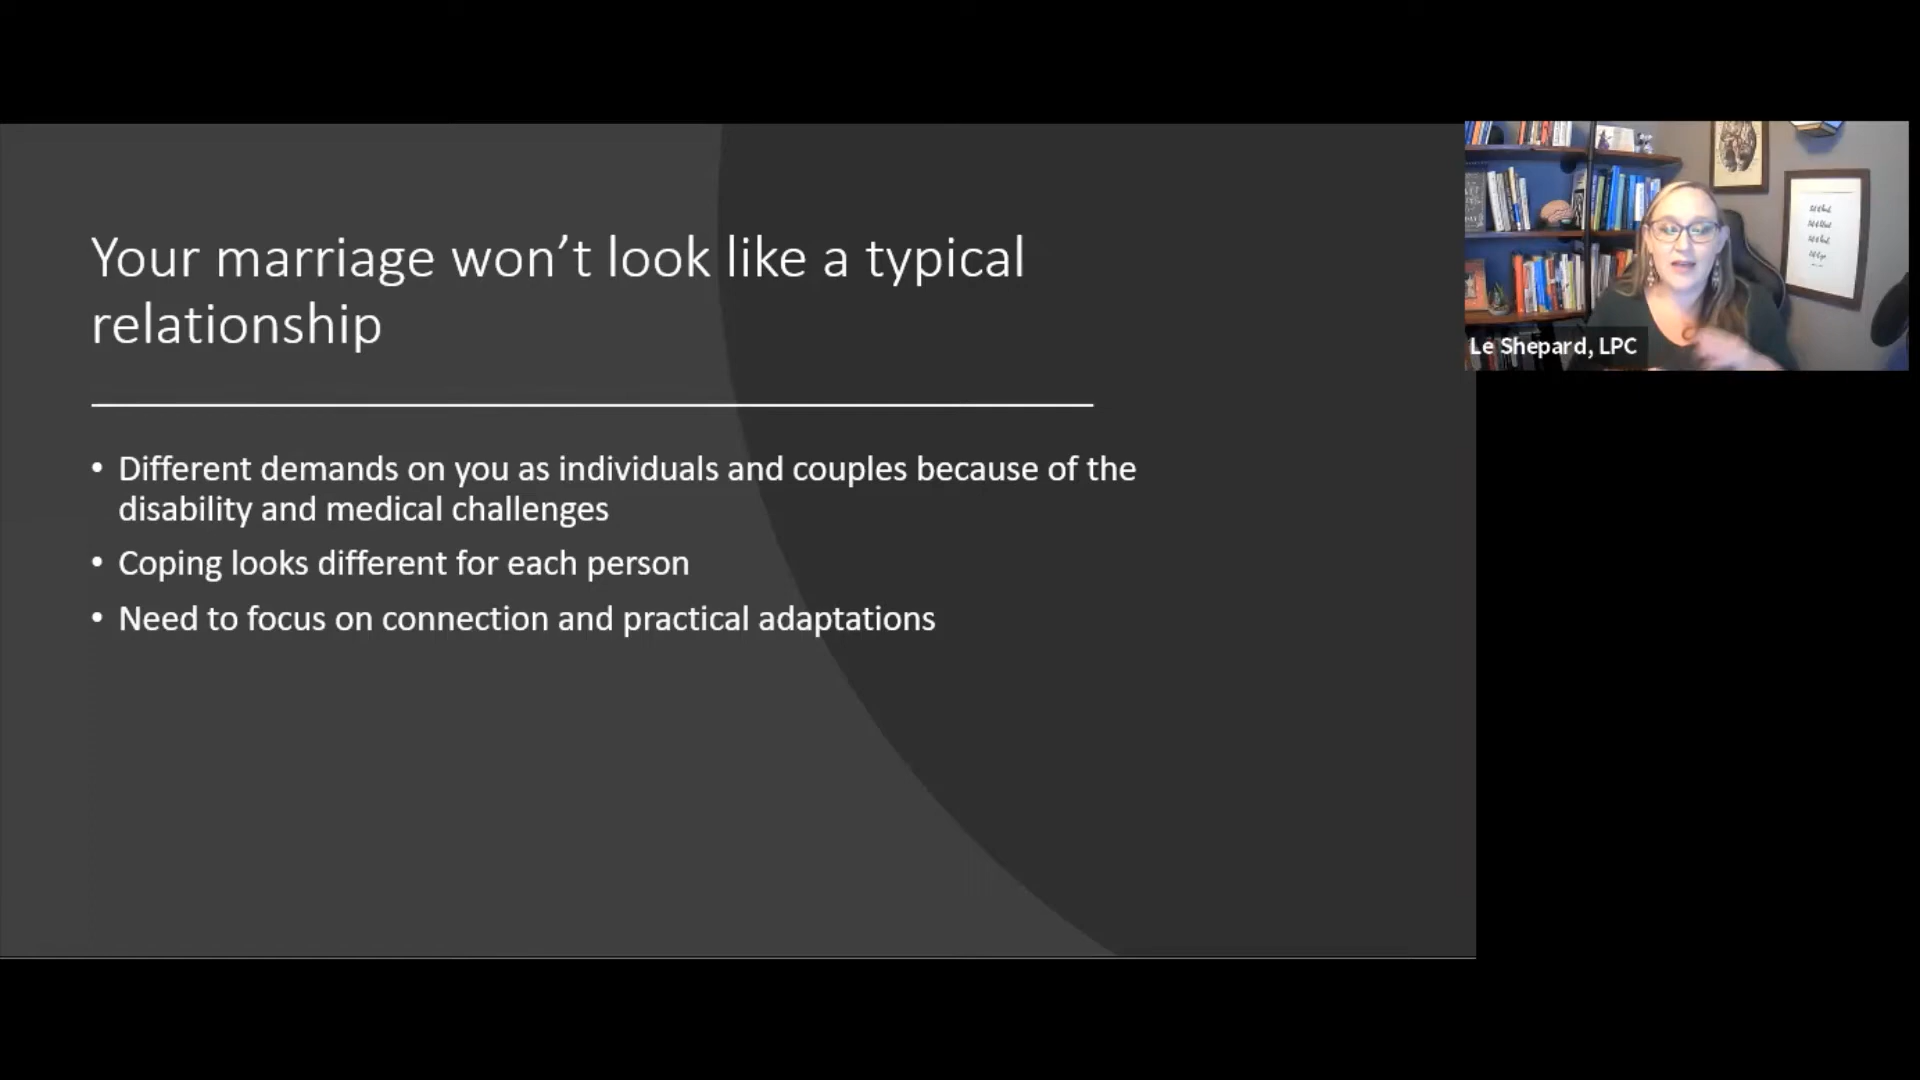 Your marriage won’t look like a typical
relationship
• Different demands on you as individuals and couples because of the
disability and medical challenges
• Coping looks different for each person
• Need to focus on connection and practical adaptations
Le Shepard, LPC